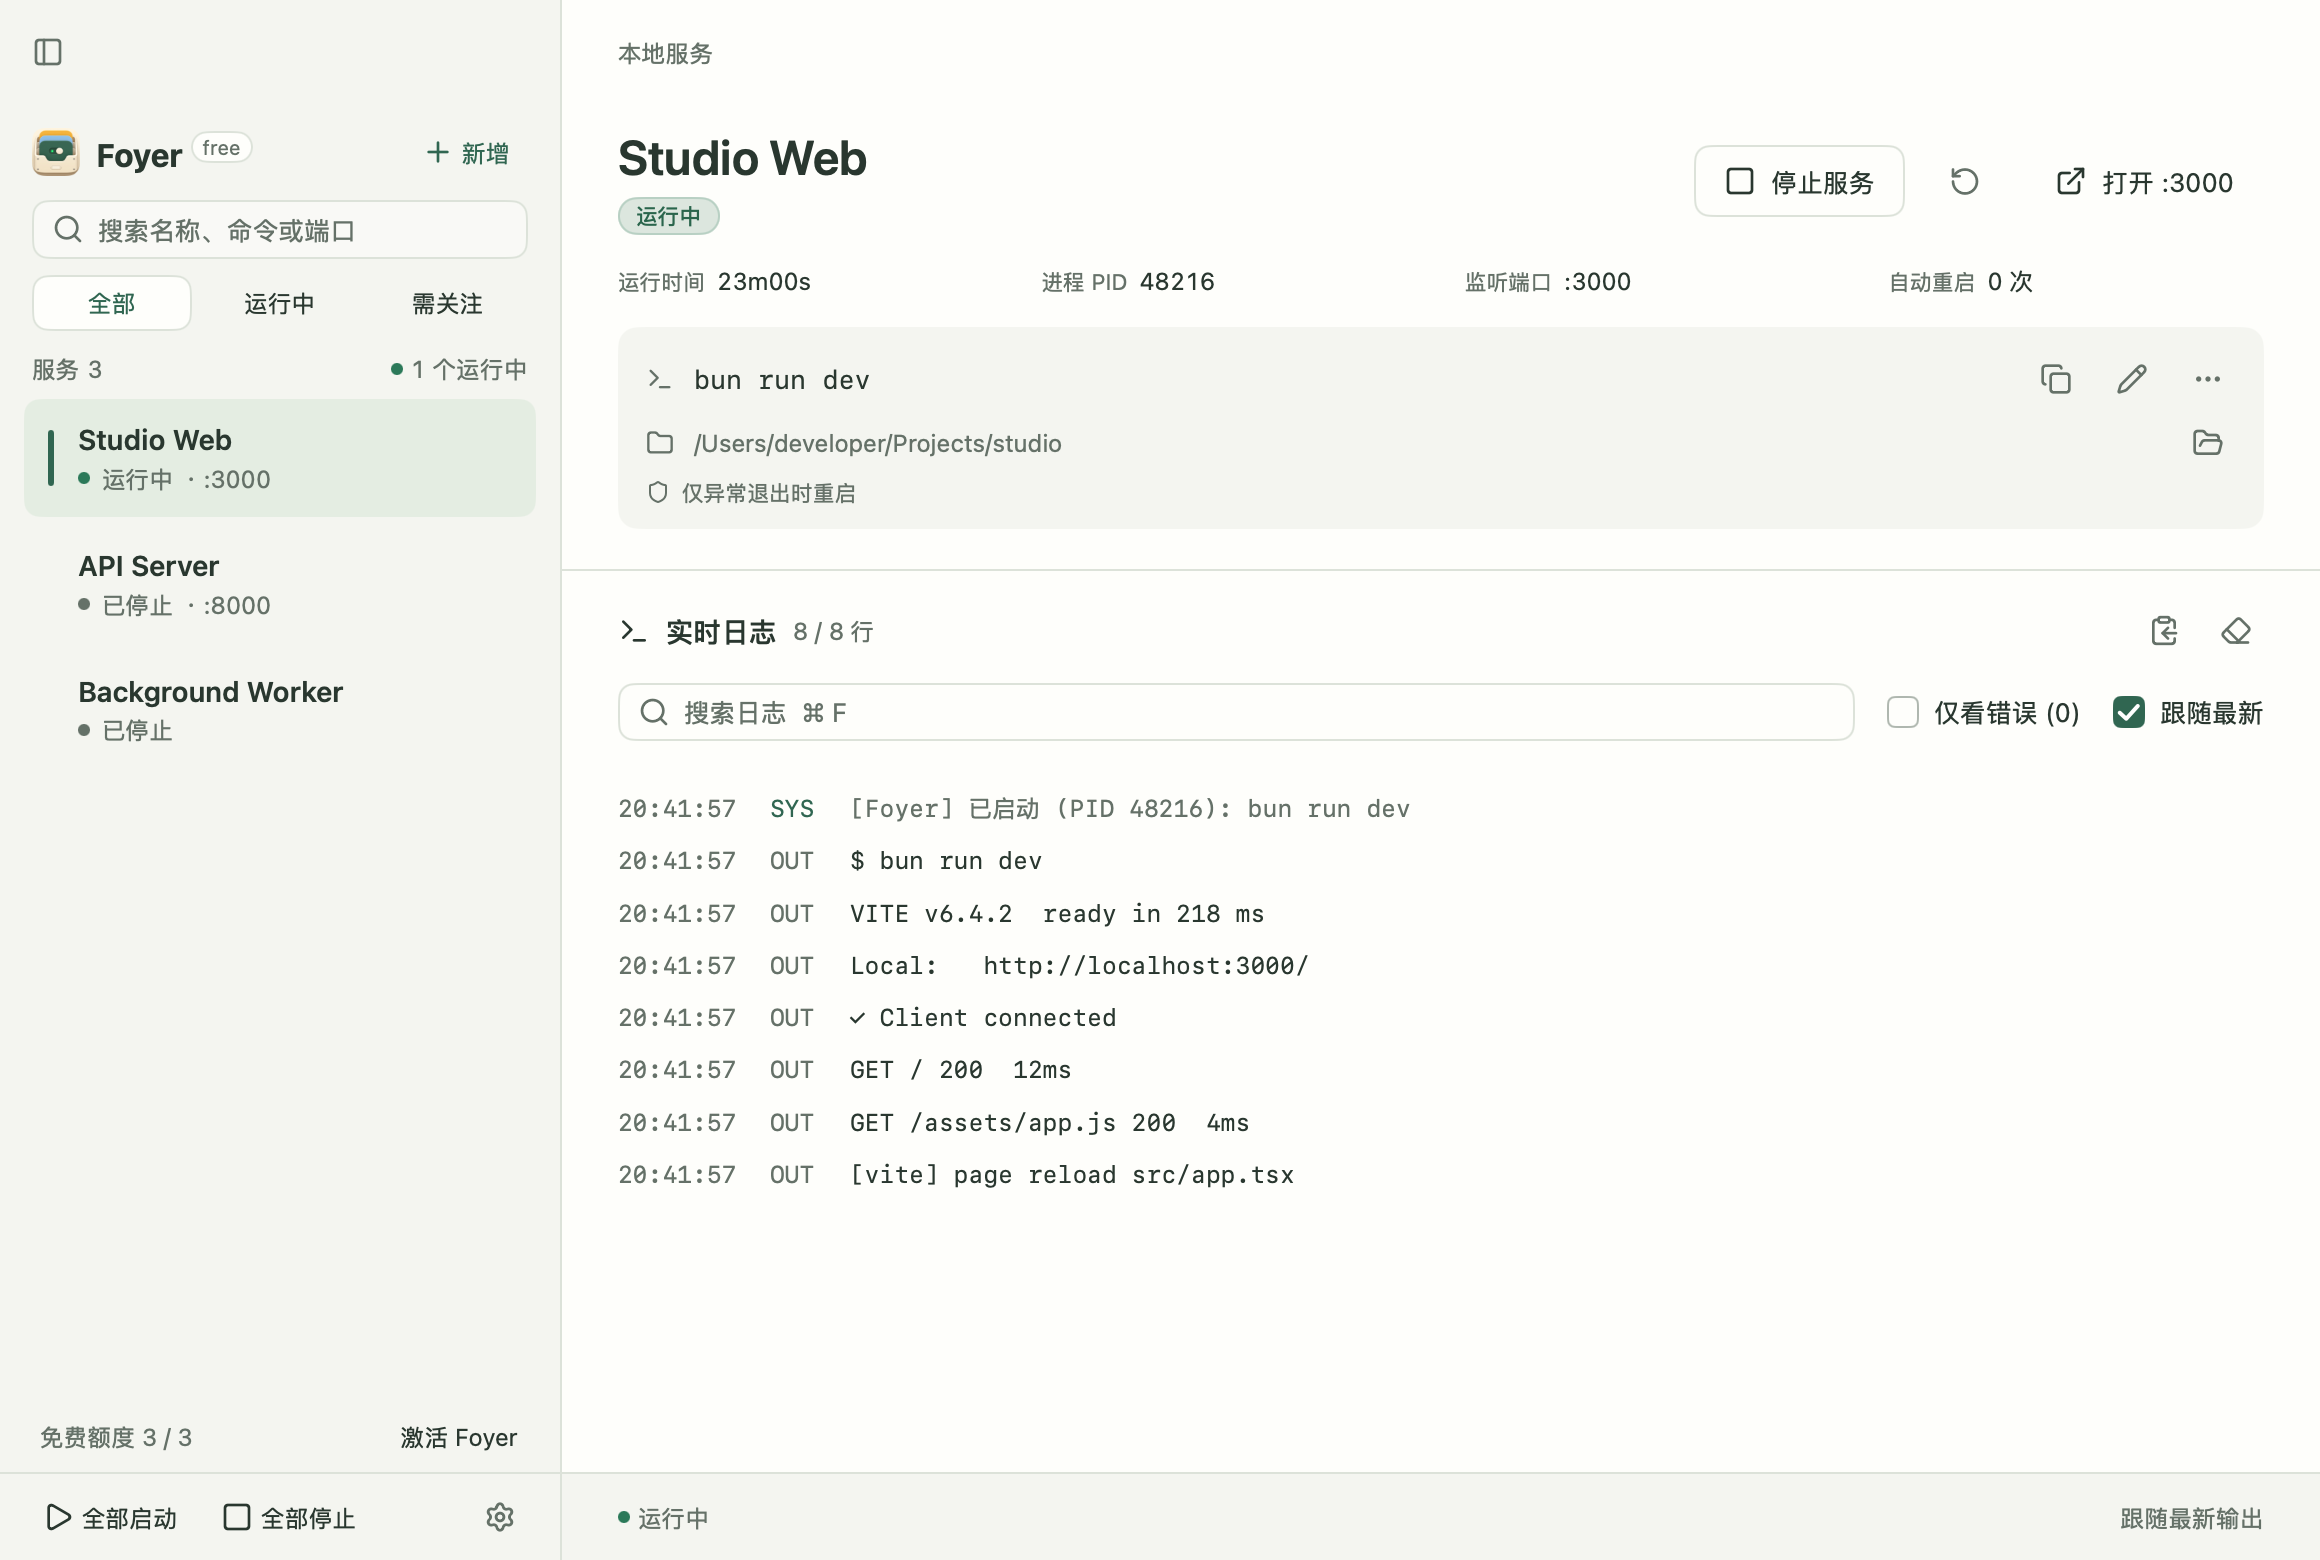 Foyer free
新增
搜索名称、命令或端口
全部 运行中 需关注
服务 3
1 个运行中
Studio Web
运行中 · :3000
API Server
已停止 · :8000
Background Worker
已停止
免费额度 3 / 3
激活 Foyer
全部启动 全部停止
本地服务
Studio Web
运行中
停止服务
打开 :3000
运行时间 23m00s
进程 PID 48216
监听端口 :3000
自动重启 0 次
bun run dev
/Users/developer/Projects/studio
仅异常退出时重启
实时日志 8 / 8 行
搜索日志 ⌘ F
仅看错误 (0)
跟随最新
20:41:57 SYS [Foyer] 已启动 (PID 48216): bun run dev
20:41:57 OUT $ bun run dev
20:41:57 OUT VITE v6.4.2  ready in 218 ms
20:41:57 OUT Local:   http://localhost:3000/
20:41:57 OUT ✓ Client connected
20:41:57 OUT GET / 200  12ms
20:41:57 OUT GET /assets/app.js 200  4ms
20:41:57 OUT [vite] page reload src/app.tsx
运行中
跟随最新输出